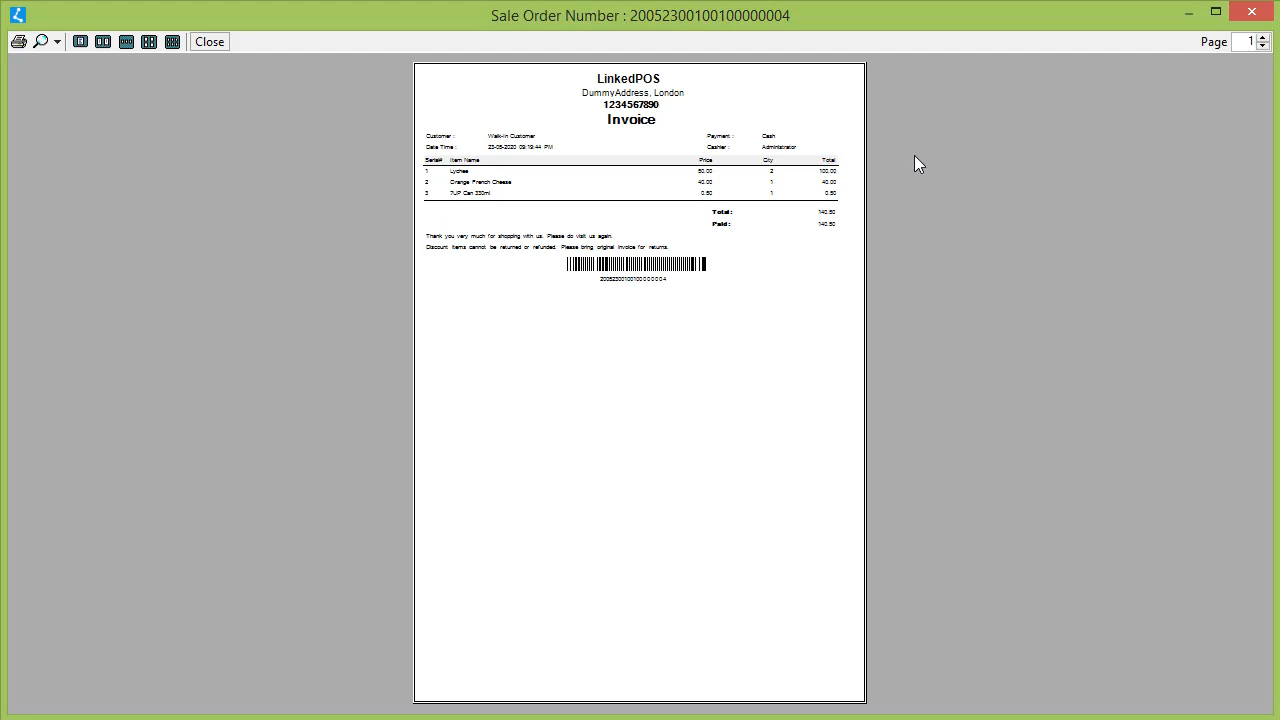 Sale Order Number : 20052300100100000004
Close
Page 1
LinkedPOS
DummyAddress, London
1234567890
Invoice
Customer : Walk-in Customer Payment : Cash
Date Time : 23-05-2020 09:19:44 PM Cashier : Administrator
Serial# Item Name Price Qty Total
1 Lychee 50.00 2 100.00
2 Orange French Cheese 40.00 1 40.00
3 7UP Can 330ml 0.50 1 0.50
Total : 140.50
Paid : 140.50
Thank you very much for shopping with us. Please do visit us again.
Discount items cannot be returned or refunded. Please bring original invoice for returns.
20052300100100000004